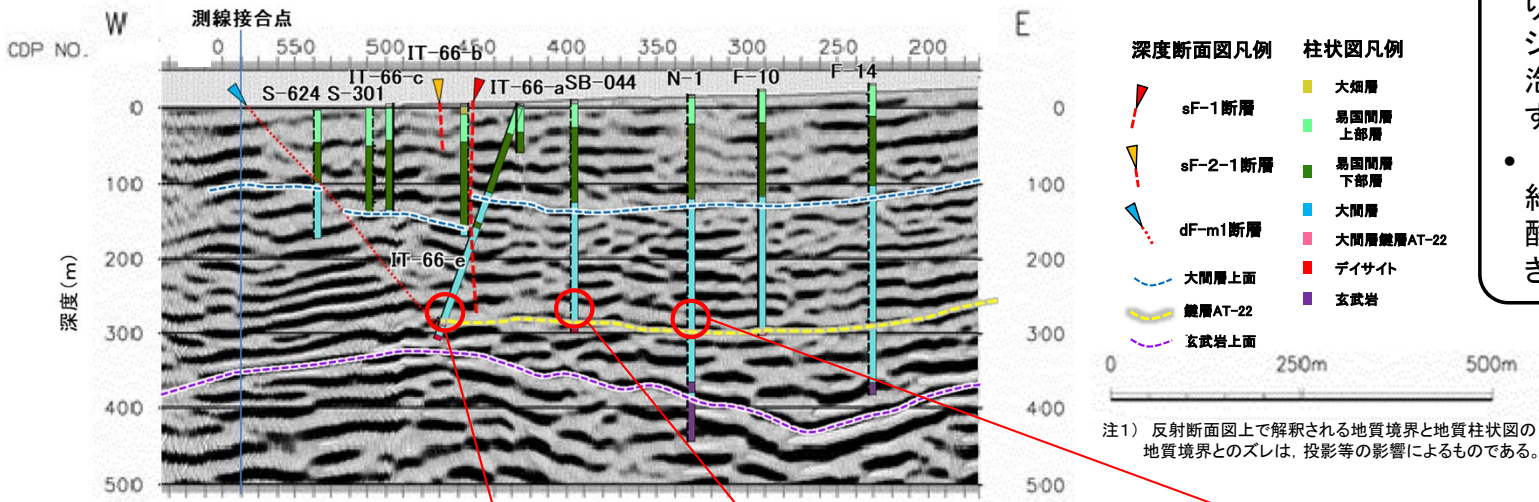 W
測線接合点
E
CDP NO.
0 550 500 450 400 350 300 250 200
IT-66-b
IT-66-c
IT-66-a
SB-044
N-1
F-10
F-14
S-624
S-301
IT-66-e
0
100
200
300
400
500
深度(m)
0
100
200
300
400
500
深度断面図凡例
sF-1断層
sF-2-1断層
dF-m1断層
大間層上面
鍵層AT-22
玄武岩上面
柱状図凡例
大畑層
易国間層
上部層
易国間層
下部層
大間層
大間層鍵層AT-22
デイサイト
玄武岩
0 250m 500m
注1) 反射断面図上で解釈される地質境界と地質柱状図の
地質境界とのズレは，投影等の影響によるものである。